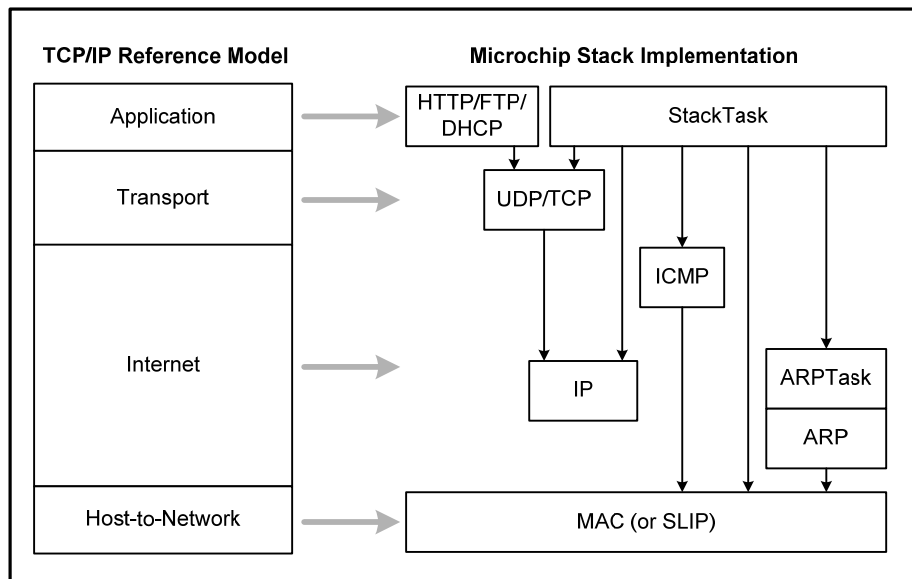 TCP/IP Reference Model
Microchip Stack Implementation
Application
HTTP/FTP/
DHCP
StackTask
Transport
UDP/TCP
Internet
ICMP
IP
ARPTask
ARP
Host-to-Network
MAC (or SLIP)